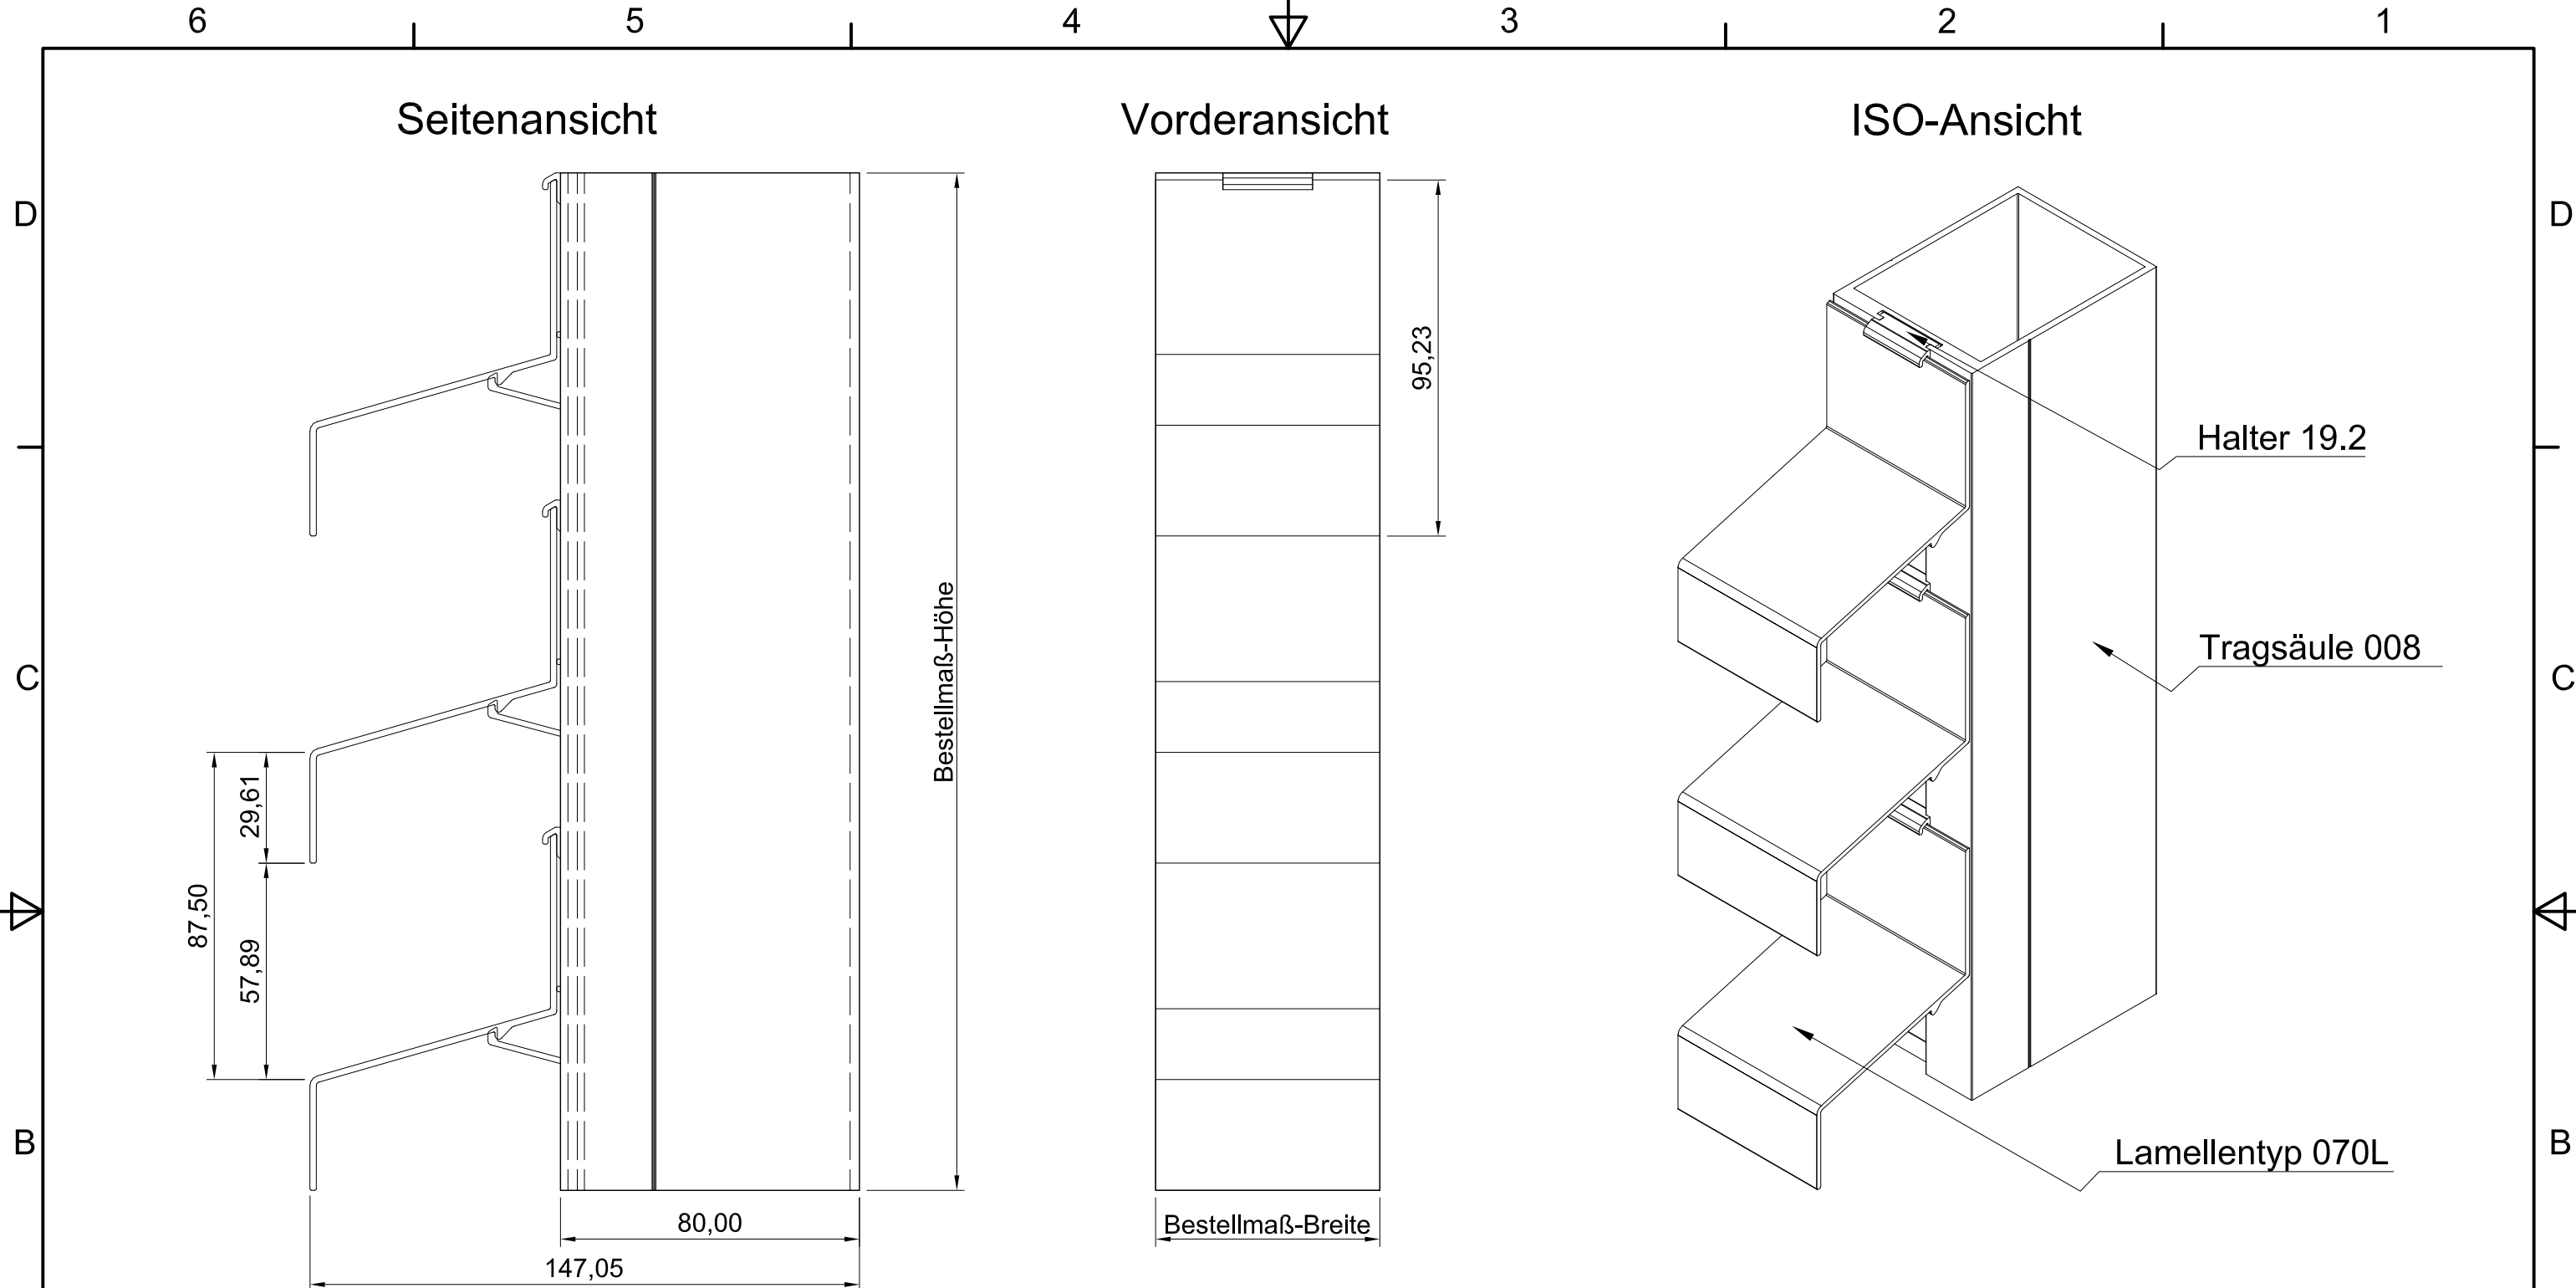 6 5 4 3 2 1
Seitenansicht Vorderansicht ISO-Ansicht
D D
95,23
Halter 19.2
Bestellmaß-Höhe
Tragsäule 008
C C
29,61
87,50
57,89
B B
Lamellentyp 070L
80,00
Bestellmaß-Breite
147,05